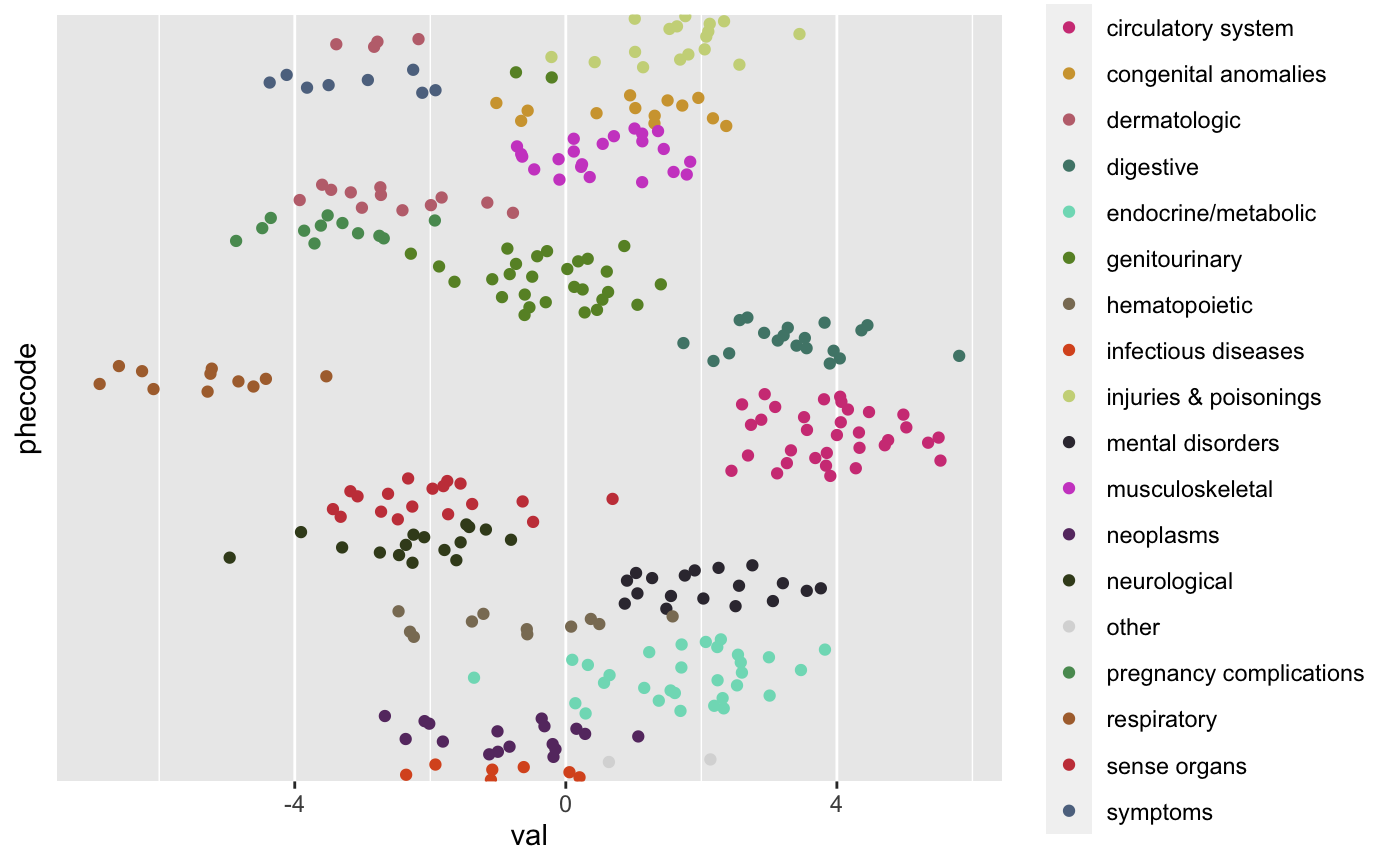 phecode
-4
0
4
val
circulatory system
congenital anomalies
dermatologic
digestive
endocrine/metabolic
genitourinary
hematopoietic
infectious diseases
injuries & poisonings
mental disorders
musculoskeletal
neoplasms
neurological
other
pregnancy complications
respiratory
sense organs
symptoms